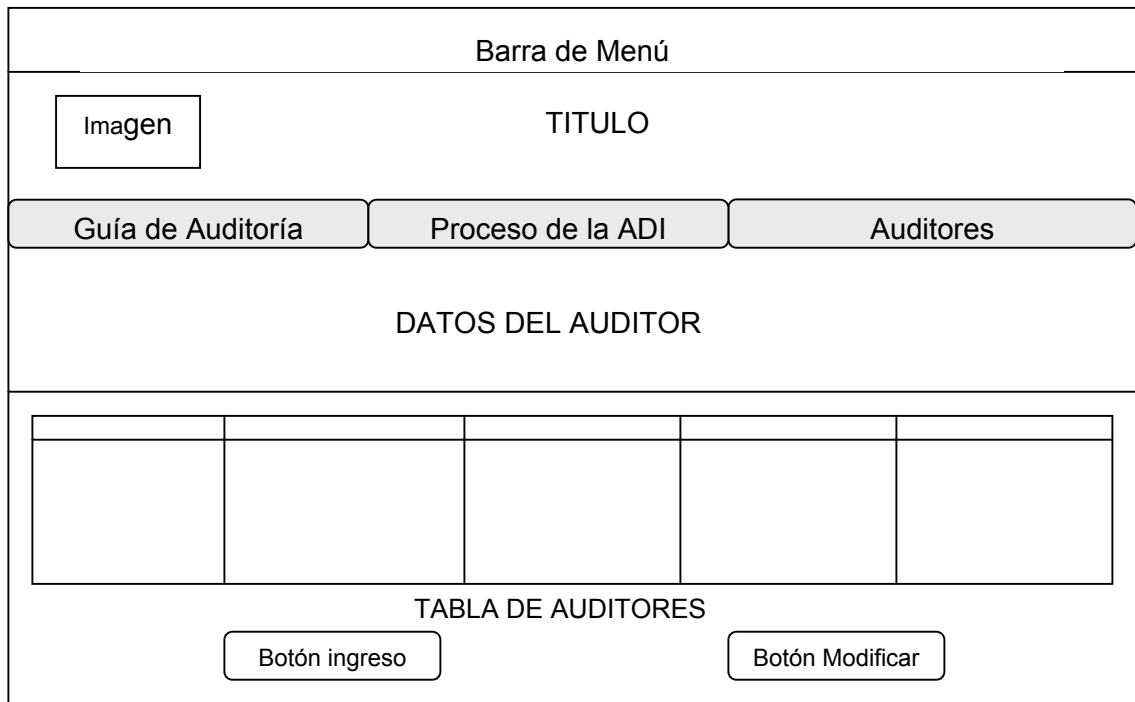 Barra de Menú
Imagen
TITULO
Guía de Auditoría
Proceso de la ADI
Auditores
DATOS DEL AUDITOR
TABLA DE AUDITORES
Botón ingreso
Botón Modificar